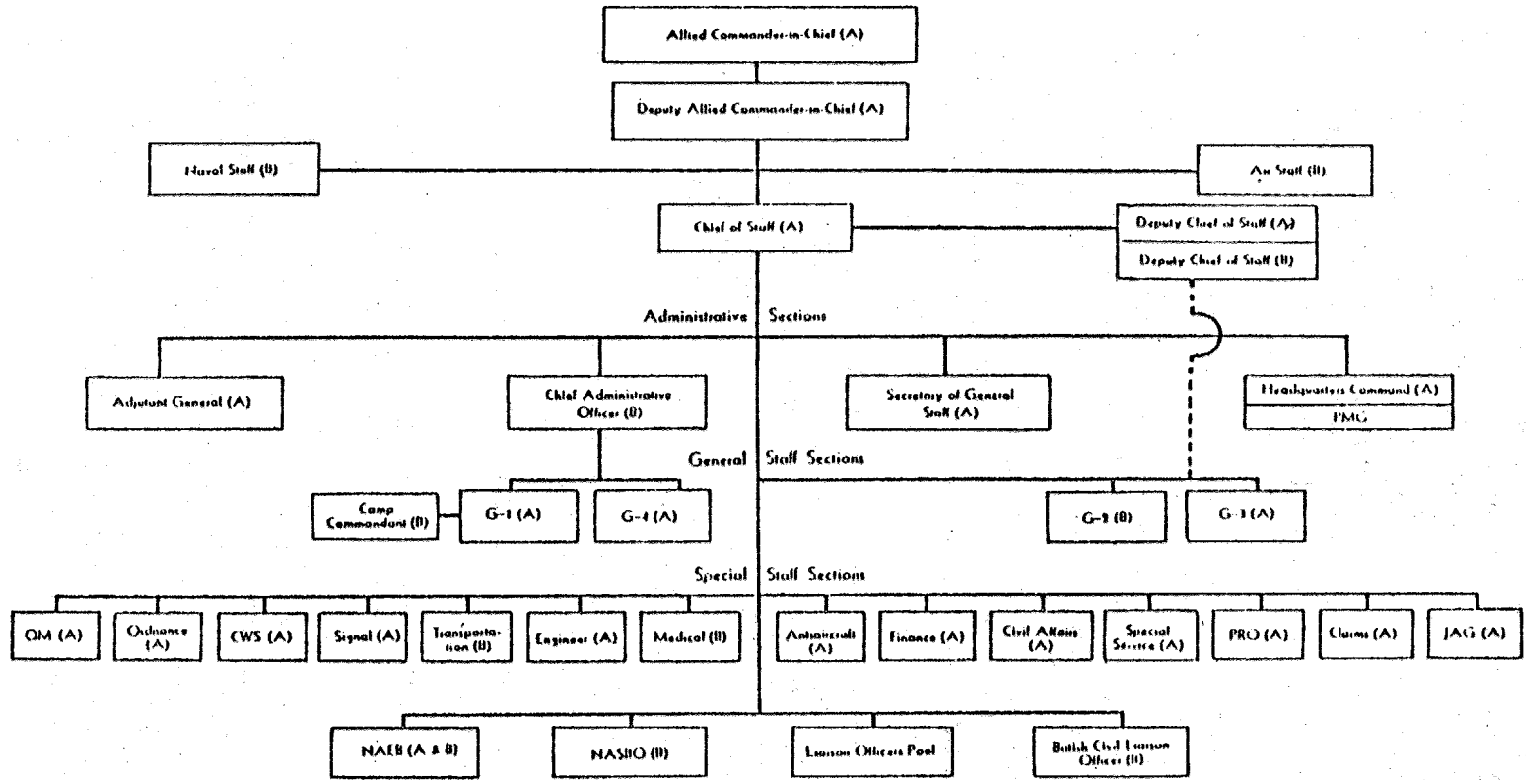 Allied Commander-in-Chief (A)
Deputy Allied Commander-in-Chief (A)
Naval Staff (B)
Air Staff (B)
Chief of Staff (A)
Deputy Chief of Staff (A)
Deputy Chief of Staff (B)
Administrative Sections
Adjutant General (A)
Chief Administrative
Officer (B)
Secretary of General
Staff (A)
Headquarters Command (A)
PMG
General Staff Sections
Camp
Commandant (B)
G-1 (A)
G-4 (A)
G-2 (B)
G-3 (A)
Special Staff Sections
QM (A)
Ordnance
(A)
CWS (A)
Signal (A)
Transporta-
tion (B)
Engineer (A)
Medical (B)
Antiaircraft
(A)
Finance (A)
Civil Affairs
(A)
Special
Service (A)
PRO (A)
Claims (A)
JAG (A)
NAEB (A & B)
NASBO (B)
Liaison Officers Pool
British Civil Liaison
Officer (B)